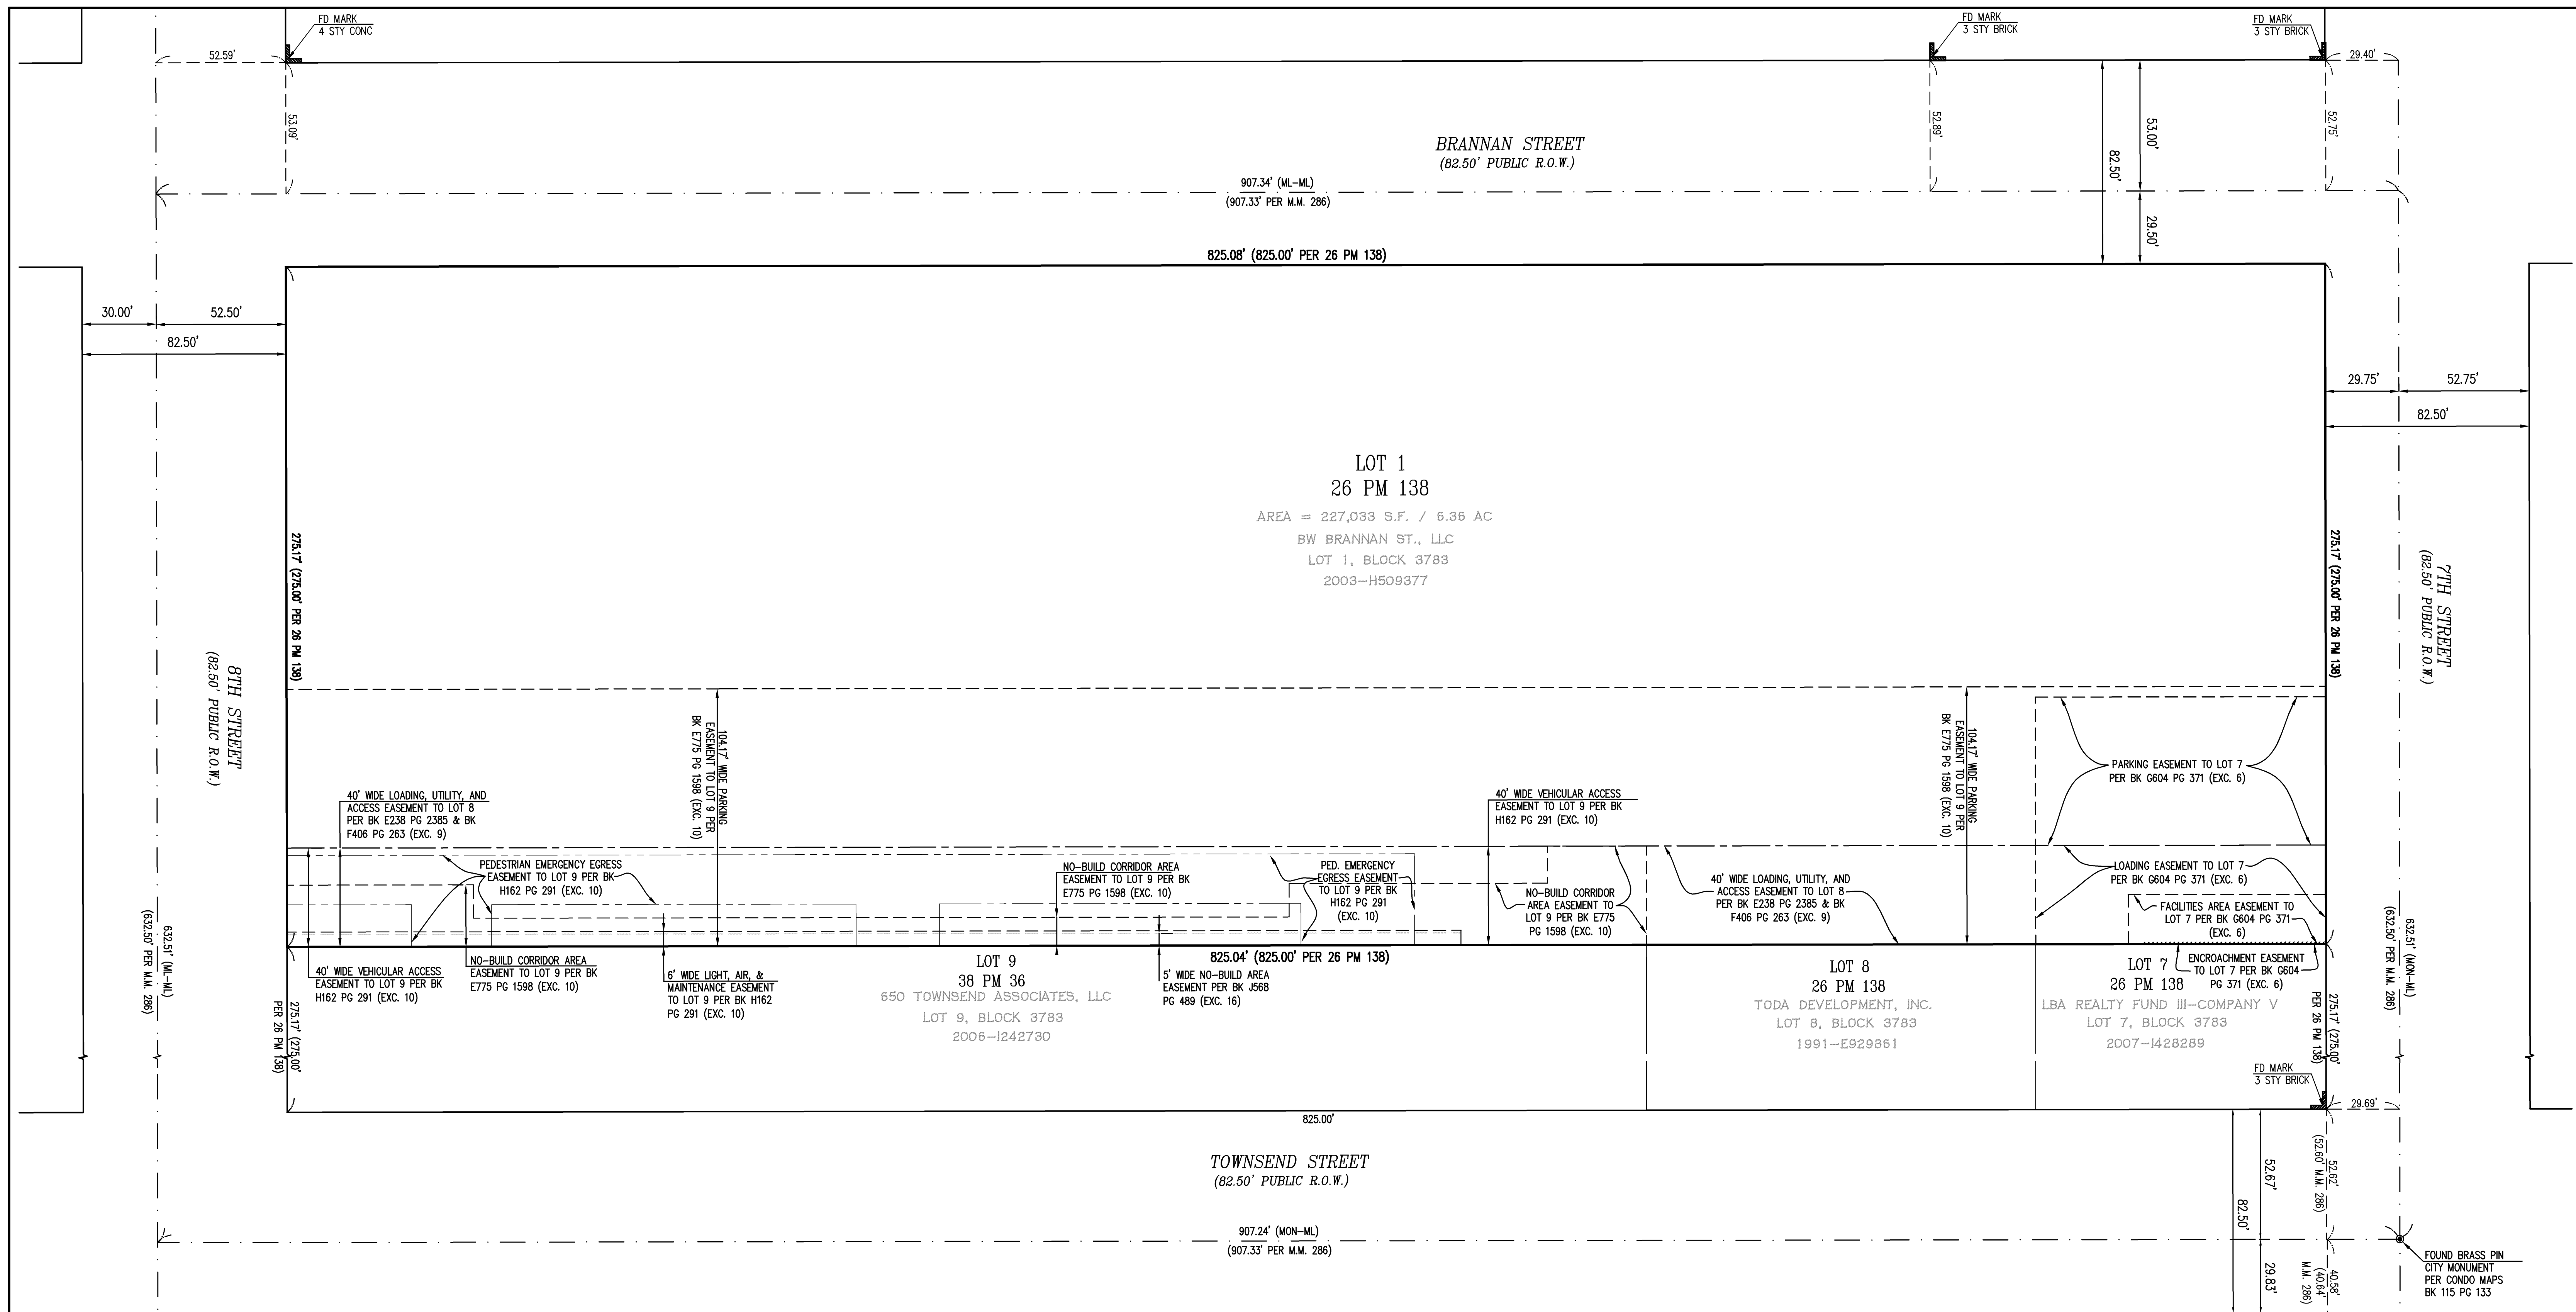 FD MARK
4 STY CONC
FD MARK
3 STY BRICK
FD MARK
3 STY BRICK
52.59'
29.40'
53.09'
52.89'
52.75'
53.00'
82.50'
29.50'
BRANNAN STREET
(82.50' PUBLIC R.O.W.)
907.34' (ML-ML)
(907.33' PER M.M. 286)
825.08' (825.00' PER 26 PM 138)
30.00'
52.50'
82.50'
29.75'
52.75'
82.50'
LOT 1
26 PM 138
AREA = 227,033 S.F. / 6.36 AC
BW BRANNAN ST., LLC
LOT 1, BLOCK 3783
2003-H509377
275.17' (275.00' PER 26 PM 138)
275.17' (275.00' PER 26 PM 138)
7TH STREET
(82.50' PUBLIC R.O.W.)
8TH STREET
(82.50' PUBLIC R.O.W.)
104.17' WIDE PARKING
EASEMENT TO LOT 9 PER
BK E775 PG 1598 (EXC. 10)
104.17' WIDE PARKING
EASEMENT TO LOT 9 PER
BK E775 PG 1598 (EXC. 10)
PARKING EASEMENT TO LOT 7
PER BK G604 PG 371 (EXC. 6)
40' WIDE LOADING, UTILITY, AND
ACCESS EASEMENT TO LOT 8
PER BK E238 PG 2385 & BK
F406 PG 263 (EXC. 9)
40' WIDE VEHICULAR ACCESS
EASEMENT TO LOT 9 PER BK
H162 PG 291 (EXC. 10)
PEDESTRIAN EMERGENCY EGRESS
EASEMENT TO LOT 9 PER BK
H162 PG 291 (EXC. 10)
NO-BUILD CORRIDOR AREA
EASEMENT TO LOT 9 PER BK
E775 PG 1598 (EXC. 10)
PED. EMERGENCY
EGRESS EASEMENT
TO LOT 9 PER BK
H162 PG 291
(EXC. 10)
NO-BUILD CORRIDOR
AREA EASEMENT TO
LOT 9 PER BK E775
PG 1598 (EXC. 10)
40' WIDE LOADING, UTILITY, AND
ACCESS EASEMENT TO LOT 8
PER BK E238 PG 2385 & BK
F406 PG 263 (EXC. 9)
LOADING EASEMENT TO LOT 7
PER BK G604 PG 371 (EXC. 6)
FACILITIES AREA EASEMENT TO
LOT 7 PER BK G604 PG 371
(EXC. 6)
632.51' (ML-ML)
(632.50' PER M.M. 286)
632.51' (MON-ML)
(632.50' PER M.M. 286)
825.04' (825.00' PER 26 PM 138)
40' WIDE VEHICULAR ACCESS
EASEMENT TO LOT 9 PER BK
H162 PG 291 (EXC. 10)
NO-BUILD CORRIDOR AREA
EASEMENT TO LOT 9 PER BK
E775 PG 1598 (EXC. 10)
6' WIDE LIGHT, AIR, &
MAINTENANCE EASEMENT
TO LOT 9 PER BK H162
PG 291 (EXC. 10)
LOT 9
38 PM 36
650 TOWNSEND ASSOCIATES, LLC
LOT 9, BLOCK 3783
2006-I242730
5' WIDE NO-BUILD AREA
EASEMENT PER BK J568
PG 489 (EXC. 16)
LOT 8
26 PM 138
TODA DEVELOPMENT, INC.
LOT 8, BLOCK 3783
1991-E929861
ENCROACHMENT EASEMENT
TO LOT 7 PER BK G604
PG 371 (EXC. 6)
LOT 7
26 PM 138
LBA REALTY FUND III-COMPANY V
LOT 7, BLOCK 3783
2007-I428289
275.17' (275.00'
PER 26 PM 138)
275.17' (275.00'
PER 26 PM 138)
FD MARK
3 STY BRICK
29.69'
825.00'
TOWNSEND STREET
(82.50' PUBLIC R.O.W.)
52.62'
(52.60' M.M. 286)
52.67'
82.50'
29.83'
40.58'
(40.64'
M.M. 286)
907.24' (MON-ML)
(907.33' PER M.M. 286)
FOUND BRASS PIN
CITY MONUMENT
PER CONDO MAPS
BK 115 PG 133